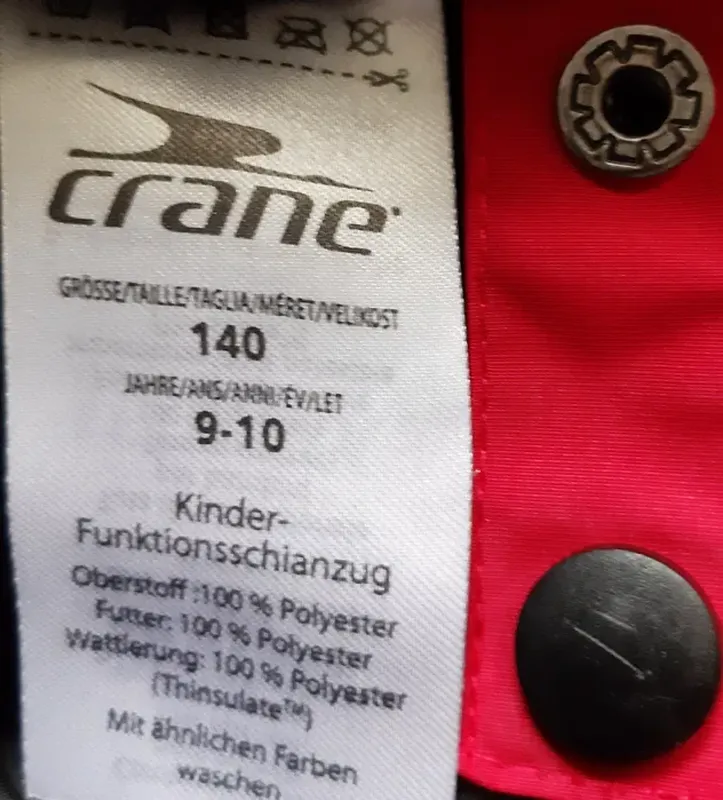 crane
GRÖSSE/TAILLE/TAGLIA/MÉRET/VELIKOST
140
JAHRE/ANS/ANNI/ÉV/LET
9-10
Kinder-
Funktionsschianzug
Oberstoff :100 % Polyester
Futter: 100 % Polyester
Wattierung: 100 % Polyester
(Thinsulate™)
Mit ähnlichen Farben
waschen